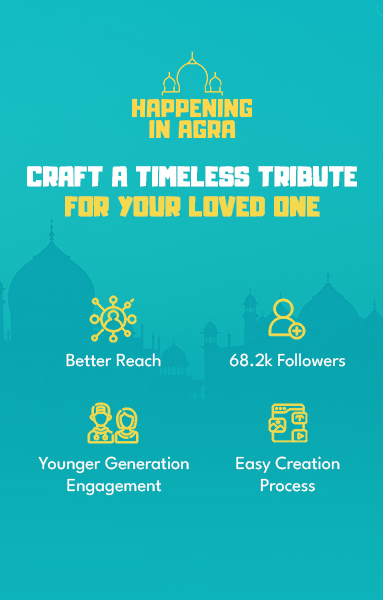 HAPPENING
IN AGRA
CRAFT A TIMELESS TRIBUTE
FOR YOUR LOVED ONE
Better Reach
68.2k Followers
Younger Generation
Engagement
Easy Creation
Process